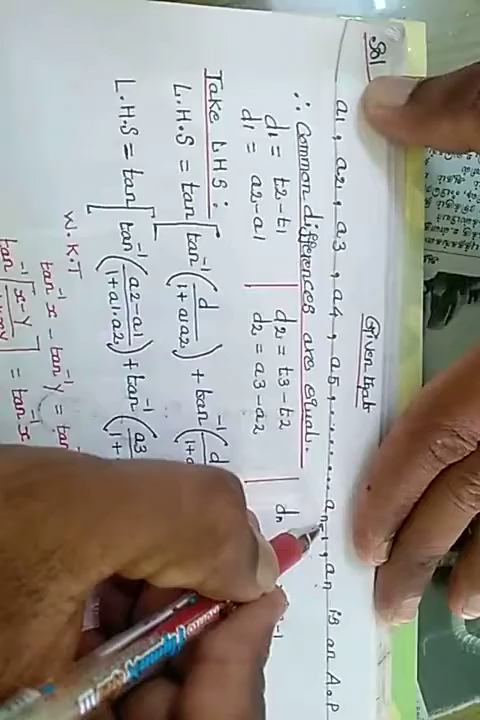 Sol
Given that
a1, a2, a3, a4, a5, ......... an-1, an is an A.P
∴ Common differences are equal.
d1 = t2-t1 | d2 = t3-t2 | dn
d1 = a2-a1 | d2 = a3-a2 |
Take LHS :
L.H.S = tan[tan⁻¹(d/1+a1a2) + tan⁻¹(d/1+a
L.H.S = tan[tan⁻¹(a2-a1/1+a1.a2) + tan⁻¹(a3
W.K.T
tan⁻¹x - tan⁻¹y = tan
tan⁻¹[x-y = tan⁻¹x